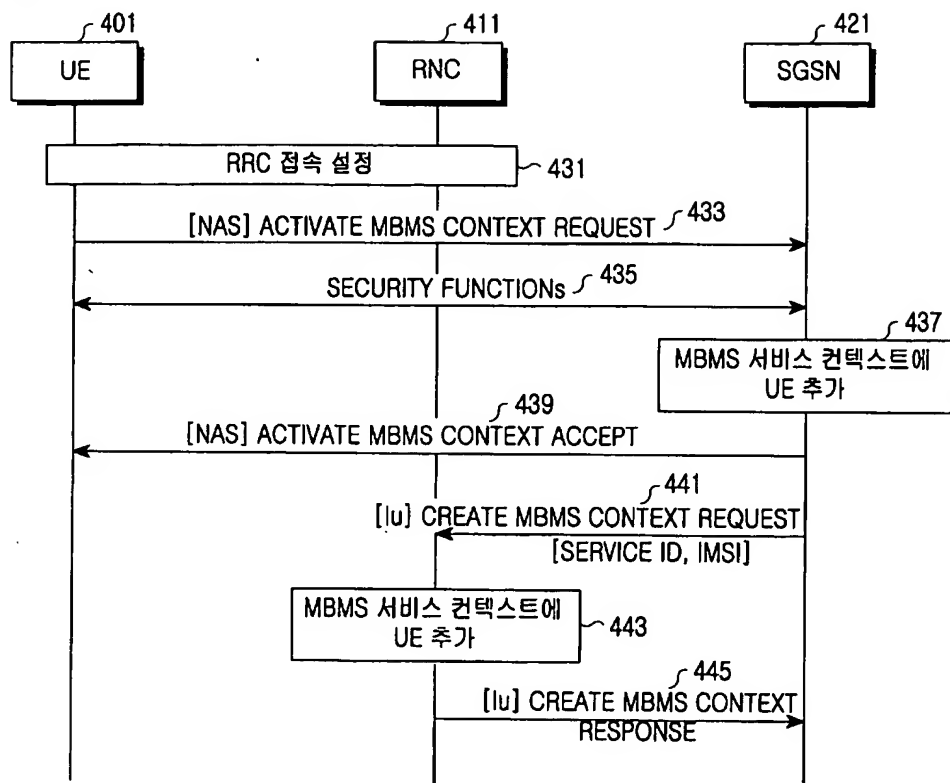 401
411
421
UE
RNC
SGSN
RRC 접속 설정
431
[NAS] ACTIVATE MBMS CONTEXT REQUEST
433
SECURITY FUNCTIONs
435
437
MBMS 서비스 컨텍스트에
UE 추가
439
[NAS] ACTIVATE MBMS CONTEXT ACCEPT
441
[Iu] CREATE MBMS CONTEXT REQUEST
[SERVICE ID, IMSI]
MBMS 서비스 컨텍스트에
UE 추가
443
445
[Iu] CREATE MBMS CONTEXT
RESPONSE